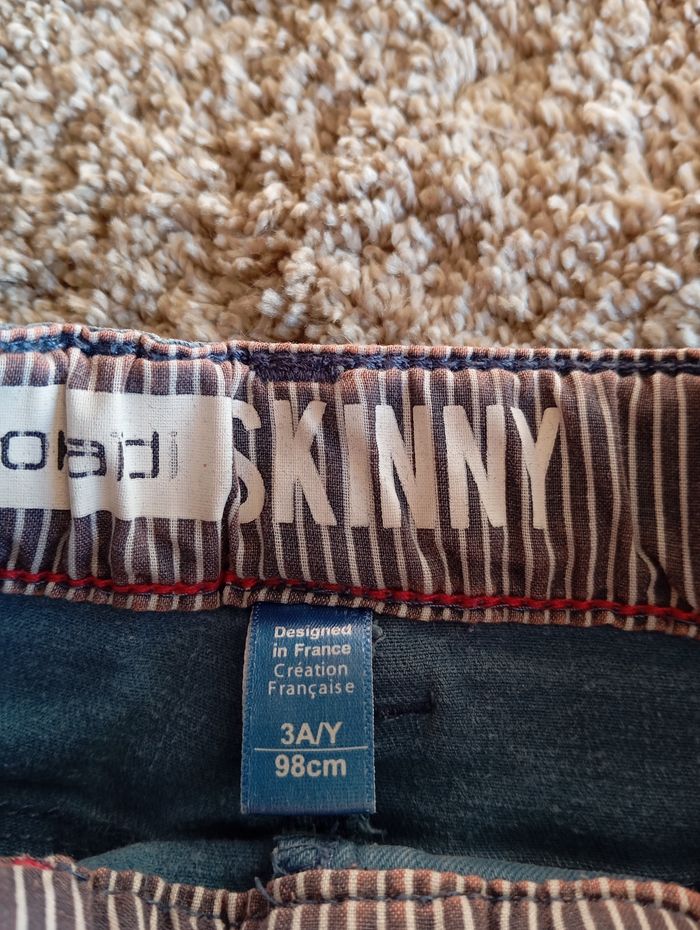 SKINNY
Designed
in France
Création
Française
3A/Y
98cm